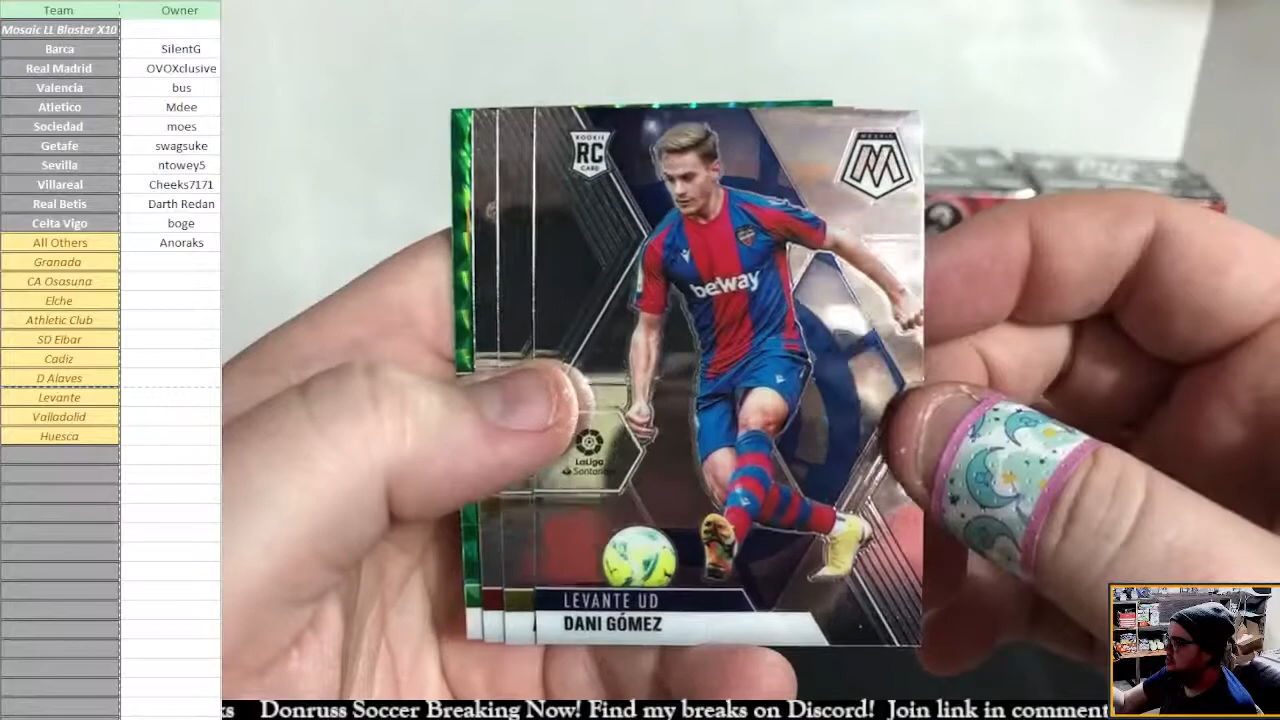 Team Owner
Mosaic LL Blaster X10
Barca SilentG
Real Madrid OVOXclusive
Valencia bus
Atletico Mdee
Sociedad moes
Getafe swagsuke
Sevilla ntowey5
Villareal Cheeks7171
Real Betis Darth Redan
Celta Vigo boge
All Others Anoraks
Granada
CA Osasuna
Elche
Athletic Club
SD Eibar
Cadiz
D Alaves
Levante
Valladolid
Huesca
ROOKIE
RC
CARD
MOSAIC
betway
LaLiga
Santander
LEVANTE UD
DANI GÓMEZ
ks Donruss Soccer Breaking Now! Find my breaks on Discord! Join link in comment